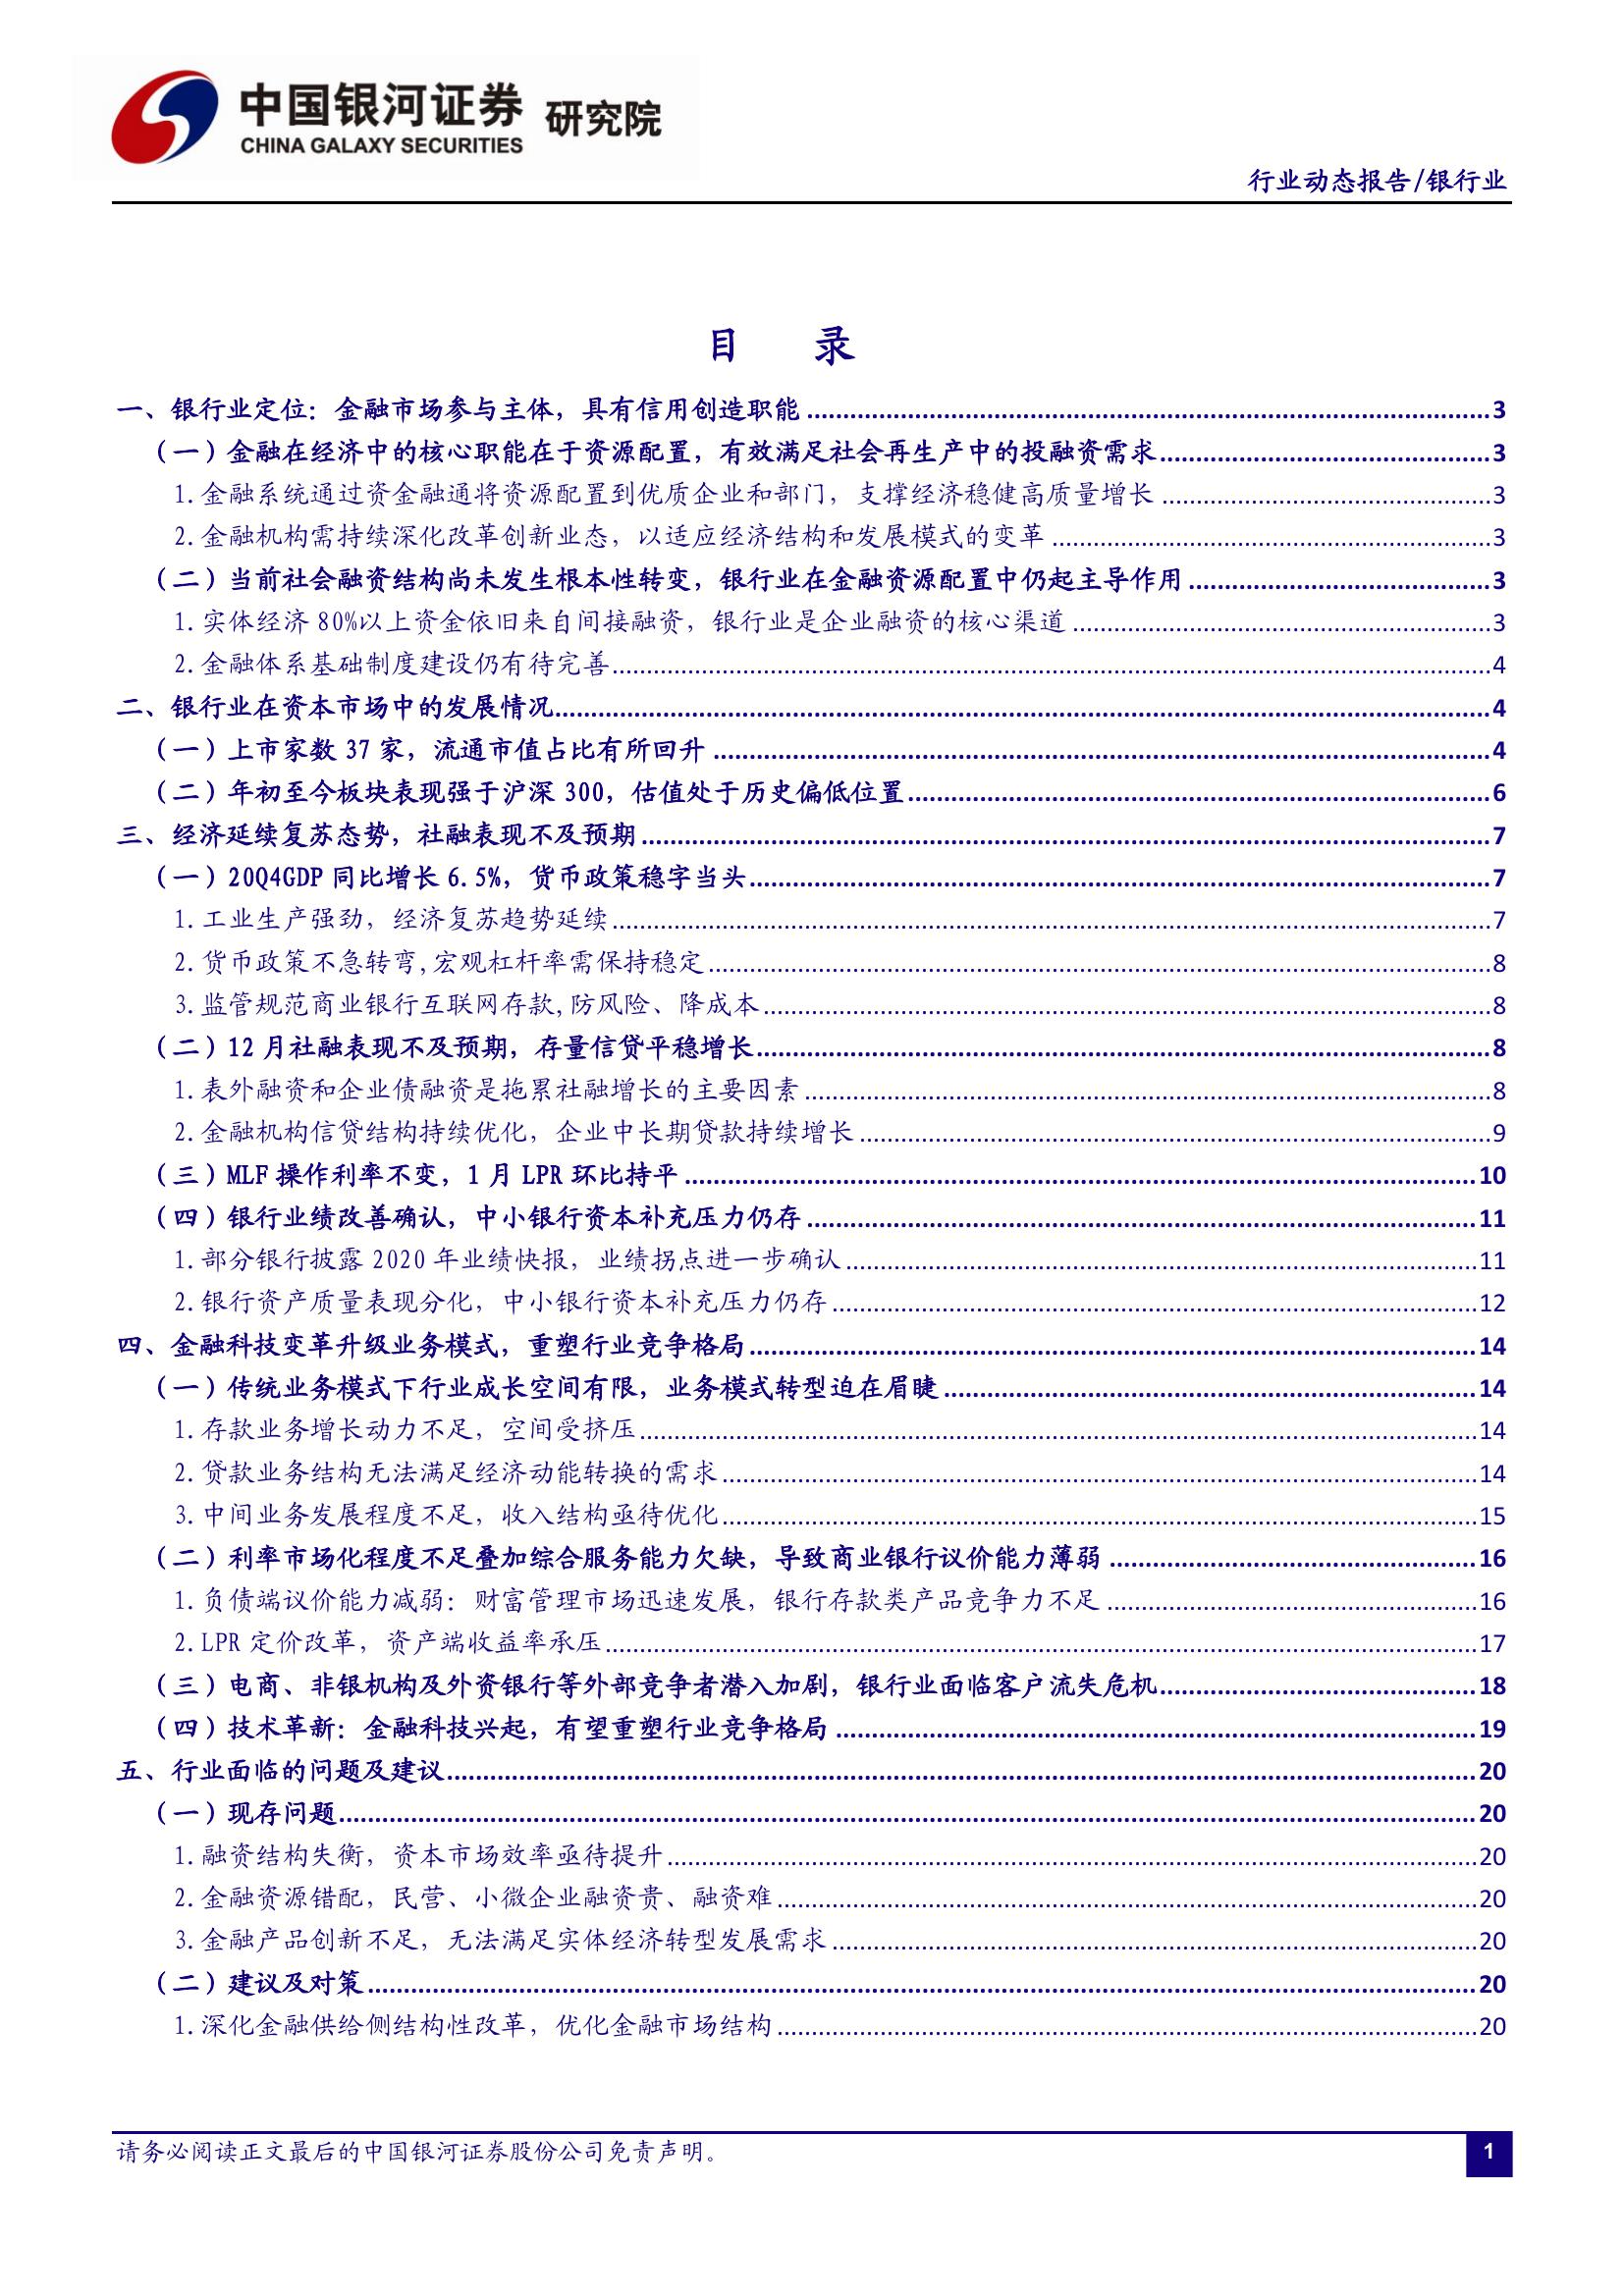 中国银河证券 研究院
CHINA GALAXY SECURITIES
行业动态报告/银行业
目 录
一、银行业定位：金融市场参与主体，具有信用创造职能 3
（一）金融在经济中的核心职能在于资源配置，有效满足社会再生产中的投融资需求 3
1.金融系统通过资金融通将资源配置到优质企业和部门，支撑经济稳健高质量增长 3
2.金融机构需持续深化改革创新业态，以适应经济结构和发展模式的变革 3
（二）当前社会融资结构尚未发生根本性转变，银行业在金融资源配置中仍起主导作用 3
1.实体经济 80%以上资金依旧来自间接融资，银行业是企业融资的核心渠道 3
2.金融体系基础制度建设仍有待完善 4
二、银行业在资本市场中的发展情况 4
（一）上市家数 37 家，流通市值占比有所回升 4
（二）年初至今板块表现强于沪深 300，估值处于历史偏低位置 6
三、经济延续复苏态势，社融表现不及预期 7
（一）20Q4GDP 同比增长 6.5%，货币政策稳字当头 7
1.工业生产强劲，经济复苏趋势延续 7
2.货币政策不急转弯,宏观杠杆率需保持稳定 8
3.监管规范商业银行互联网存款,防风险、降成本 8
（二）12 月社融表现不及预期，存量信贷平稳增长 8
1.表外融资和企业债融资是拖累社融增长的主要因素 8
2.金融机构信贷结构持续优化，企业中长期贷款持续增长 9
（三）MLF 操作利率不变，1 月 LPR 环比持平 10
（四）银行业绩改善确认，中小银行资本补充压力仍存 11
1.部分银行披露 2020 年业绩快报，业绩拐点进一步确认 11
2.银行资产质量表现分化，中小银行资本补充压力仍存 12
四、金融科技变革升级业务模式，重塑行业竞争格局 14
（一）传统业务模式下行业成长空间有限，业务模式转型迫在眉睫 14
1.存款业务增长动力不足，空间受挤压 14
2.贷款业务结构无法满足经济动能转换的需求 14
3.中间业务发展程度不足，收入结构亟待优化 15
（二）利率市场化程度不足叠加综合服务能力欠缺，导致商业银行议价能力薄弱 16
1.负债端议价能力减弱：财富管理市场迅速发展，银行存款类产品竞争力不足 16
2.LPR 定价改革，资产端收益率承压 17
（三）电商、非银机构及外资银行等外部竞争者潜入加剧，银行业面临客户流失危机 18
（四）技术革新：金融科技兴起，有望重塑行业竞争格局 19
五、行业面临的问题及建议 20
（一）现存问题 20
1.融资结构失衡，资本市场效率亟待提升 20
2.金融资源错配，民营、小微企业融资贵、融资难 20
3.金融产品创新不足，无法满足实体经济转型发展需求 20
（二）建议及对策 20
1.深化金融供给侧结构性改革，优化金融市场结构 20
请务必阅读正文最后的中国银河证券股份公司免责声明。
1